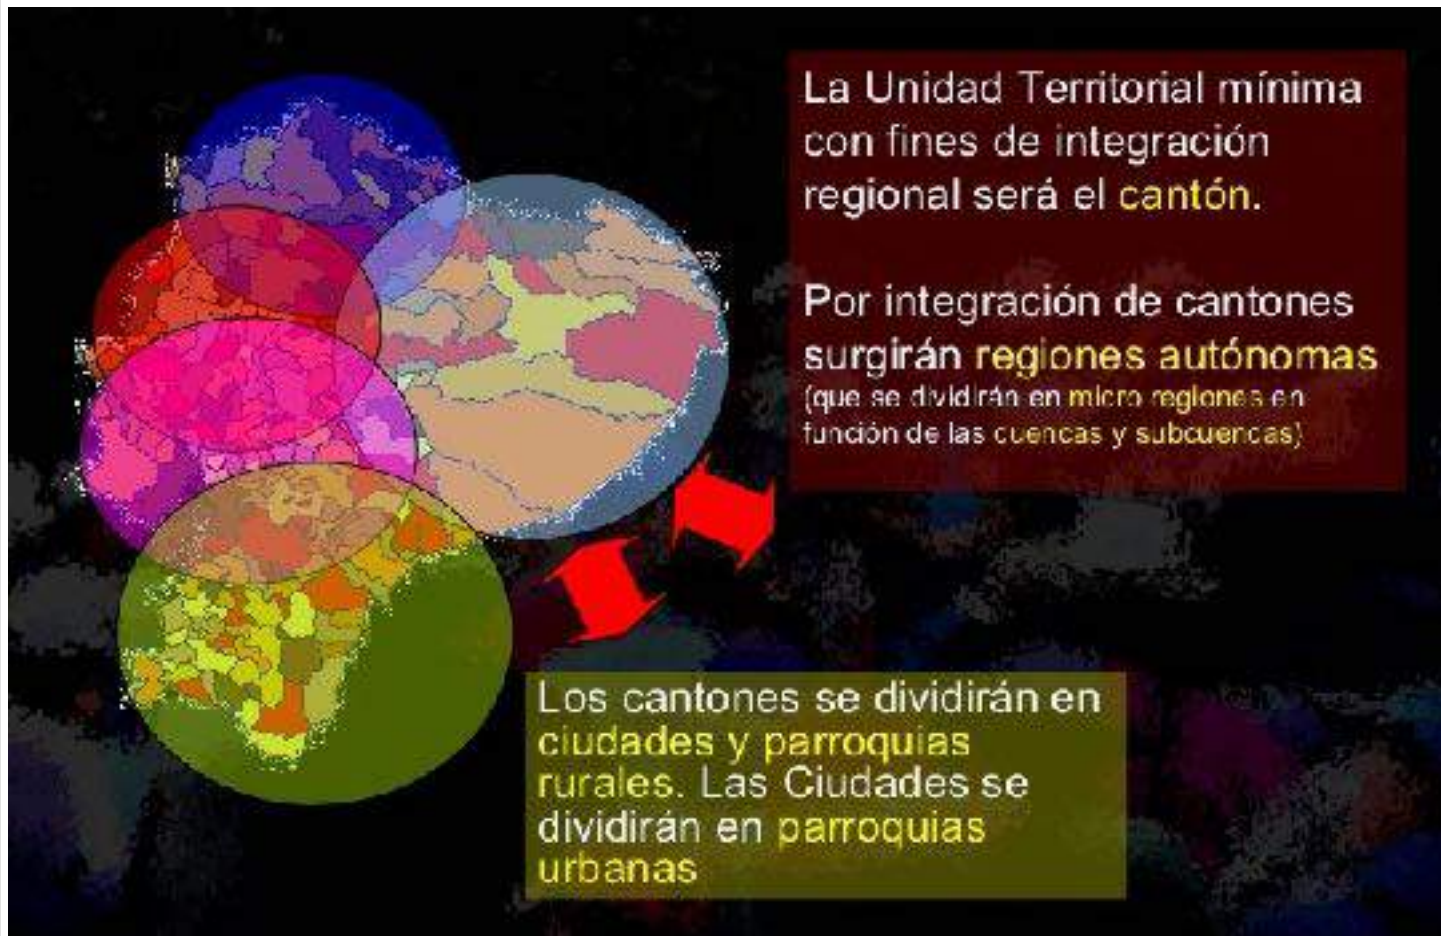 La Unidad Territorial mínima
con fines de integración
regional será el cantón.
Por integración de cantones
surgirán regiones autónomas
(que se dividirán en micro regiones en
función de las cuencas y subcuencas)
Los cantones se dividirán en
ciudades y parroquias
rurales. Las Ciudades se
dividirán en parroquias
urbanas